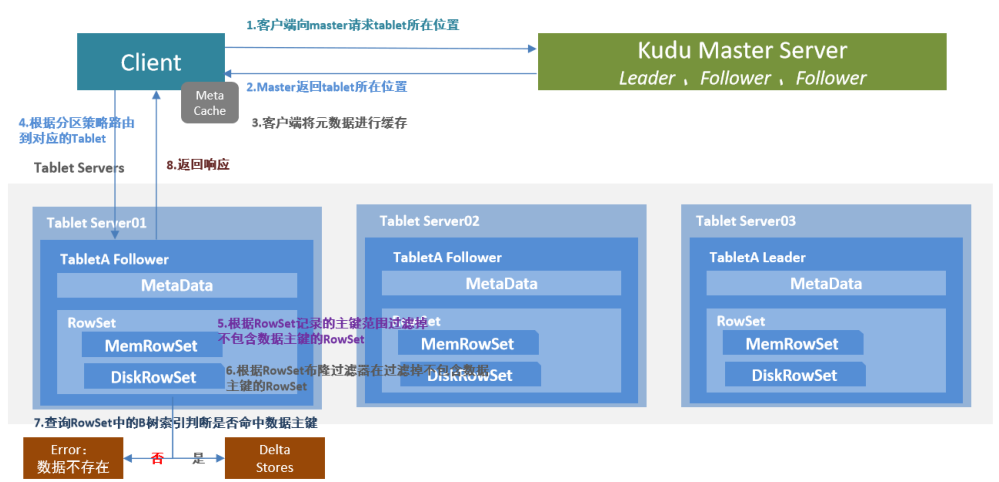 1.客户端向master请求tablet所在位置
Client
Kudu Master Server
Leader 、Follower 、Follower
Meta
Cache
2.Master返回tablet所在位置
3.客户端将元数据进行缓存
4.根据分区策略路由
到对应的Tablet
8.返回响应
Tablet Servers
Tablet Server01
TabletA Follower
MetaData
RowSet
MemRowSet
DiskRowSet
Tablet Server02
TabletA Follower
MetaData
RowSet
MemRowSet
DiskRowSet
Tablet Server03
TabletA Leader
MetaData
RowSet
MemRowSet
DiskRowSet
5.根据RowSet记录的主键范围过滤掉
不包含数据主键的RowSet
6.根据RowSet布隆过滤器在过滤掉不包含数据
主键的RowSet
7.查询RowSet中的B树索引判断是否命中数据主键
Error：
数据不存在
否
是
Delta
Stores